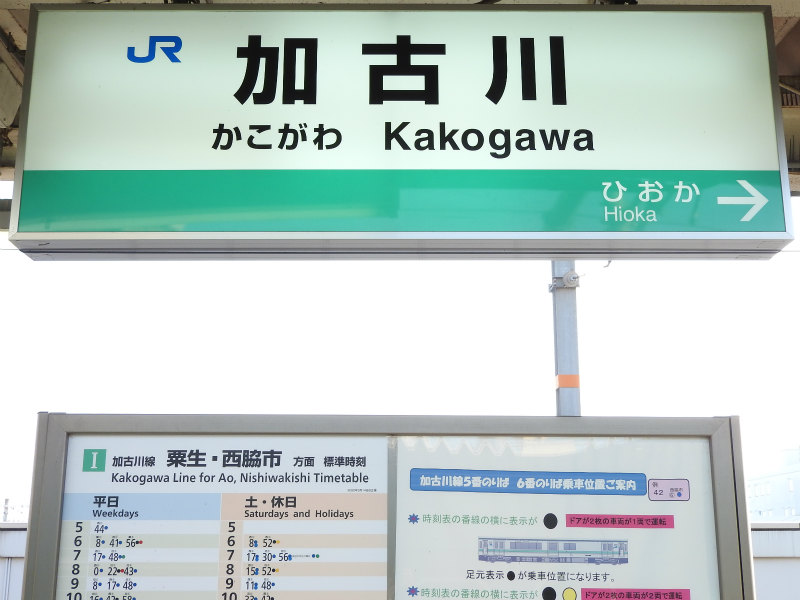 JR 加古川
かこがわ Kakogawa
ひおか
Hioka
I 加古川線 粟生・西脇市 方面 標準時刻
Kakogawa Line for Ao, Nishiwakishi Timetable
平日 土・休日
Weekdays Saturdays and Holidays
5 44 5
6 8 41 56 6 8 52
7 17 48 7 17 30 56
8 0 22 43 8 15 52
9 8 17 48 9 11 48
10 10
加古川線5番のりば 6番のりば乗車位置ご案内
例
42 西脇市
時刻表の番線の横に表示が ドアが2枚の車両が1両で運転
足元表示●が乗車位置になります。
時刻表の番線の横に表示が ドアが2枚の車両が2両で運転